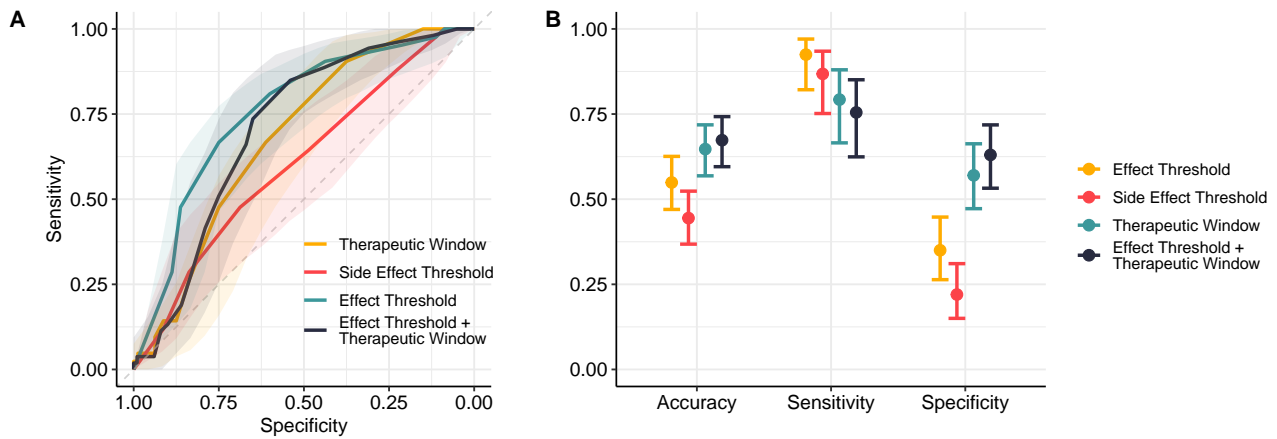 A
1.00
0.75
0.50
0.25
0.00
Sensitivity
1.00
0.75
0.50
0.25
0.00
Specificity
Therapeutic Window
Side Effect Threshold
Effect Threshold
Effect Threshold +
Therapeutic Window
B
1.00
0.75
0.50
0.25
0.00
Accuracy
Sensitivity
Specificity
Effect Threshold
Side Effect Threshold
Therapeutic Window
Effect Threshold +
Therapeutic Window